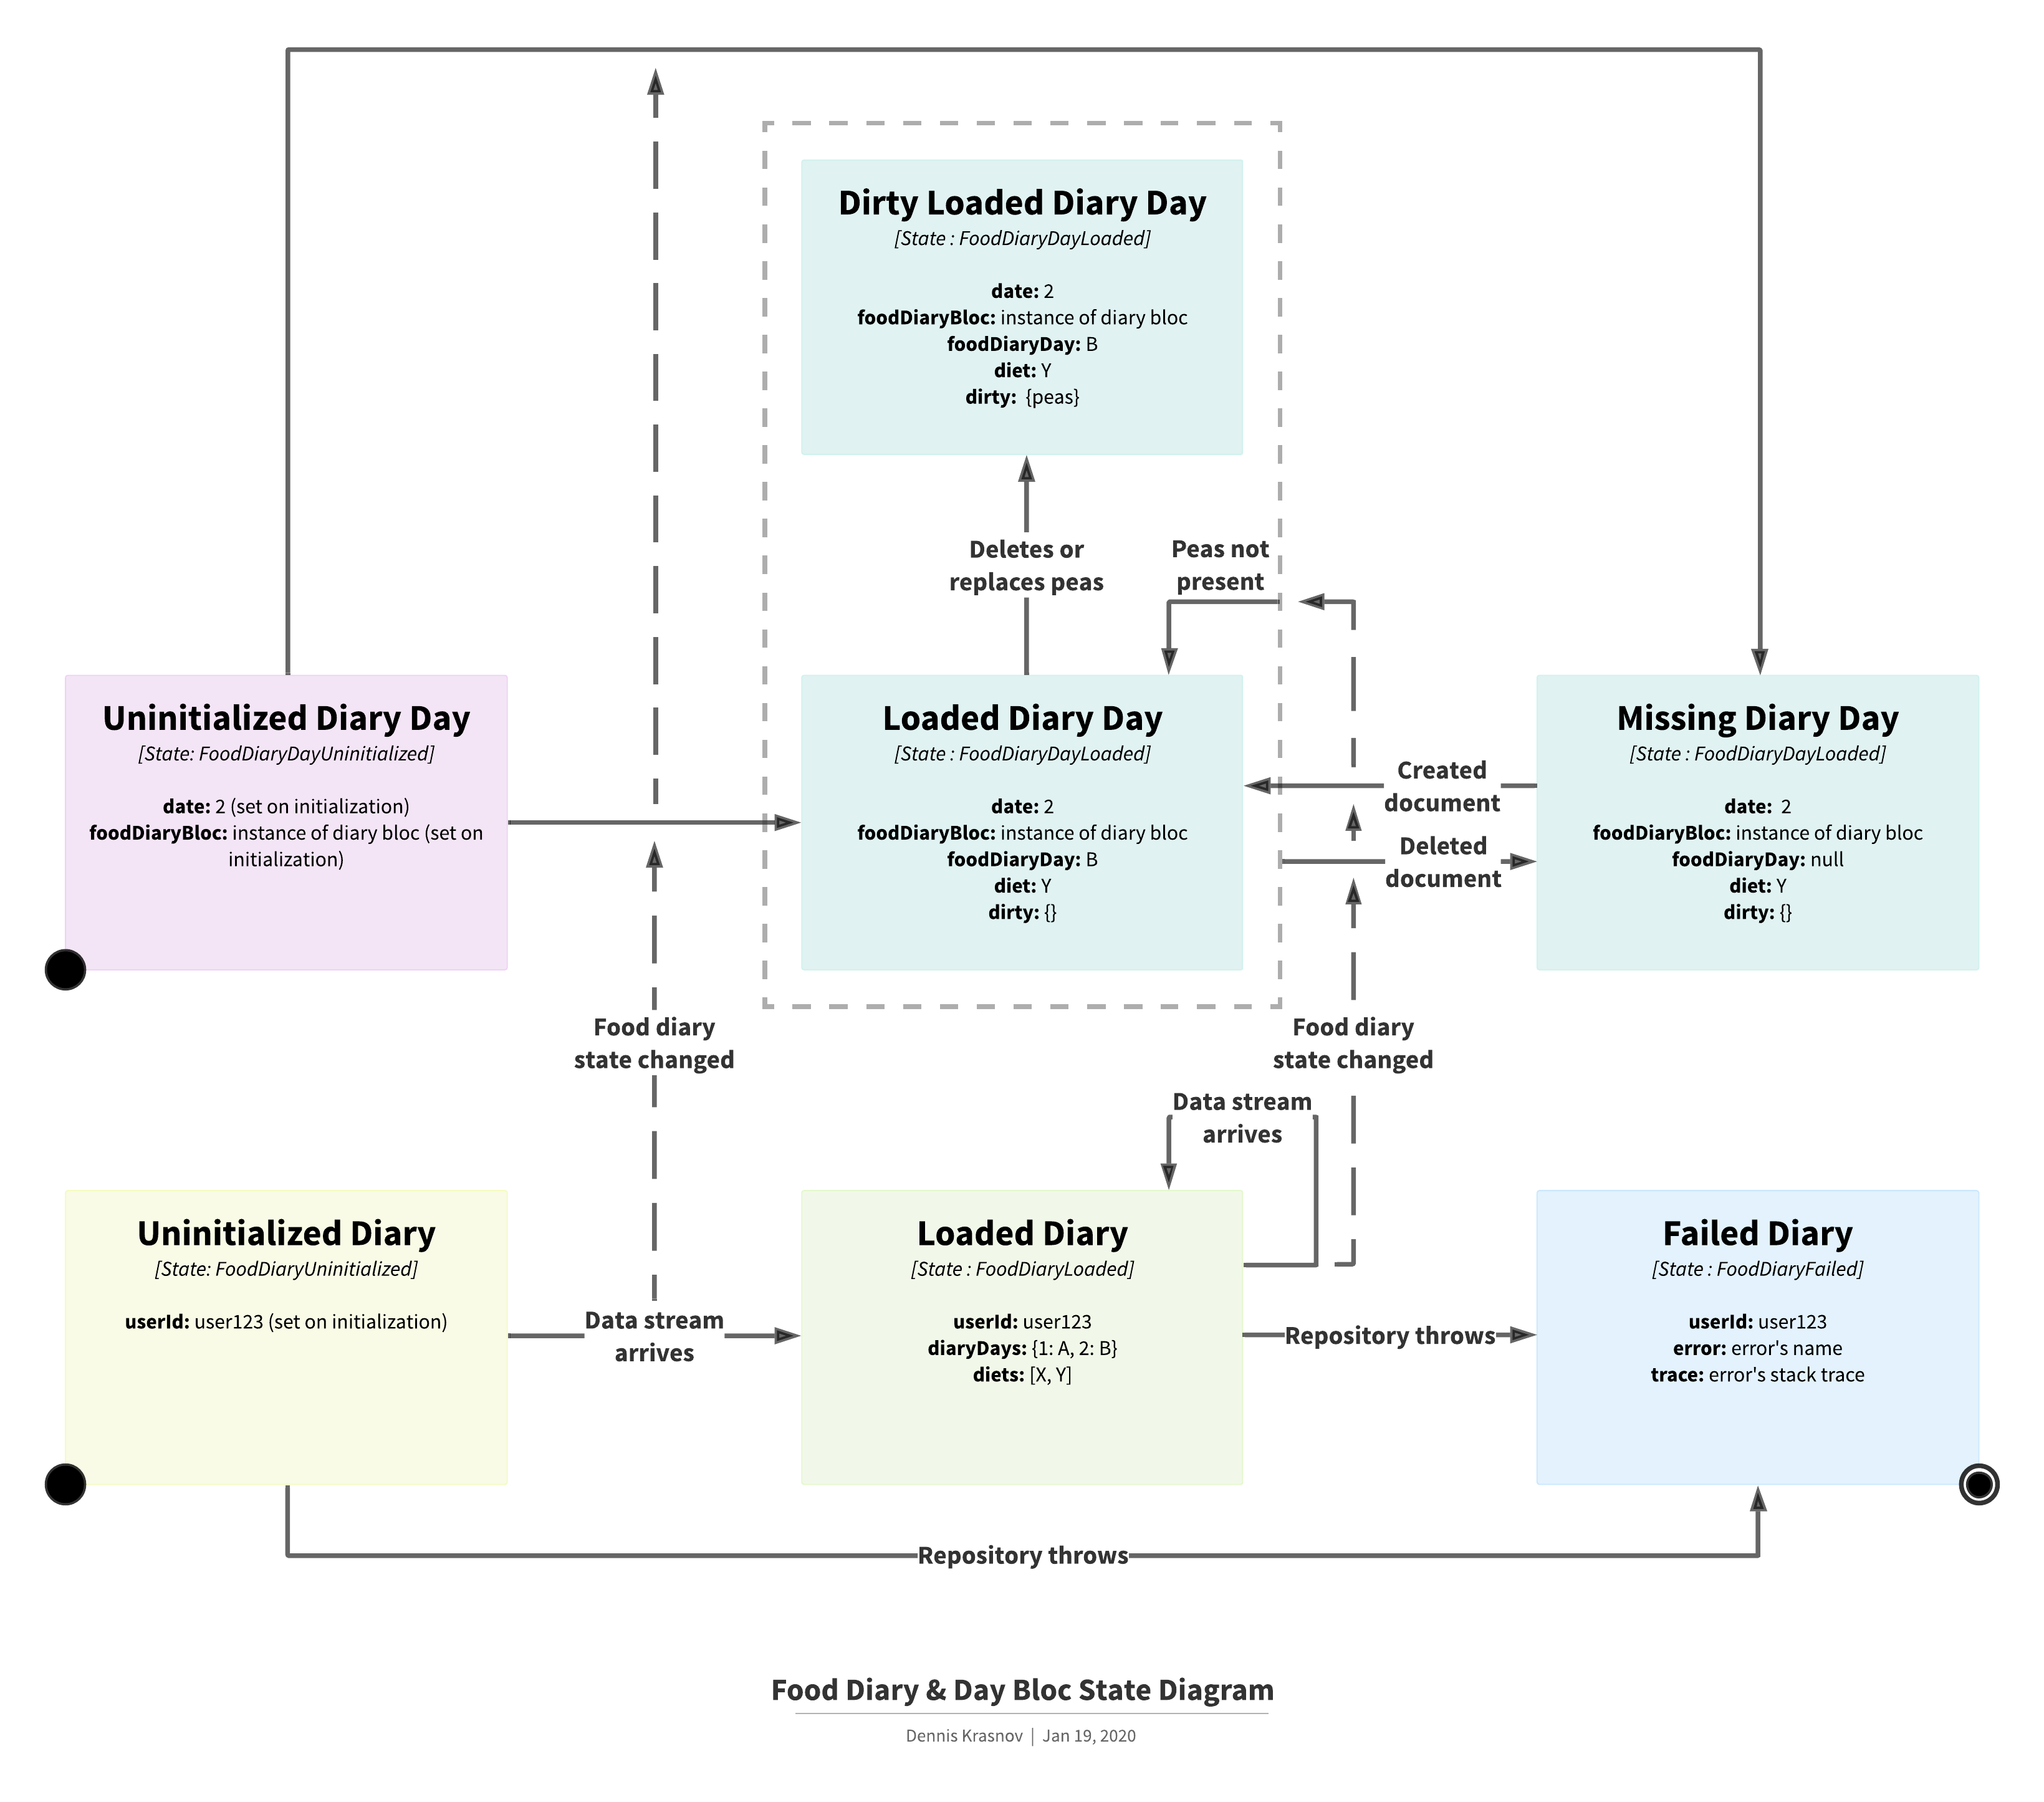 Dirty Loaded Diary Day
[State : FoodDiaryDayLoaded]
date: 2
foodDiaryBloc: instance of diary bloc
foodDiaryDay: B
diet: Y
dirty: {peas}
Deletes or
replaces peas
Peas not
present
Uninitialized Diary Day
[State: FoodDiaryDayUninitialized]
date: 2 (set on initialization)
foodDiaryBloc: instance of diary bloc (set on
initialization)
Loaded Diary Day
[State : FoodDiaryDayLoaded]
date: 2
foodDiaryBloc: instance of diary bloc
foodDiaryDay: B
diet: Y
dirty: {}
Created
document
Deleted
document
Missing Diary Day
[State : FoodDiaryDayLoaded]
date: 2
foodDiaryBloc: instance of diary bloc
foodDiaryDay: null
diet: Y
dirty: {}
Food diary
state changed
Food diary
state changed
Data stream
arrives
Uninitialized Diary
[State: FoodDiaryUninitialized]
userId: user123 (set on initialization)
Data stream
arrives
Loaded Diary
[State : FoodDiaryLoaded]
userId: user123
diaryDays: {1: A, 2: B}
diets: [X, Y]
Repository throws
Failed Diary
[State : FoodDiaryFailed]
userId: user123
error: error's name
trace: error's stack trace
Repository throws
Food Diary & Day Bloc State Diagram
Dennis Krasnov | Jan 19, 2020